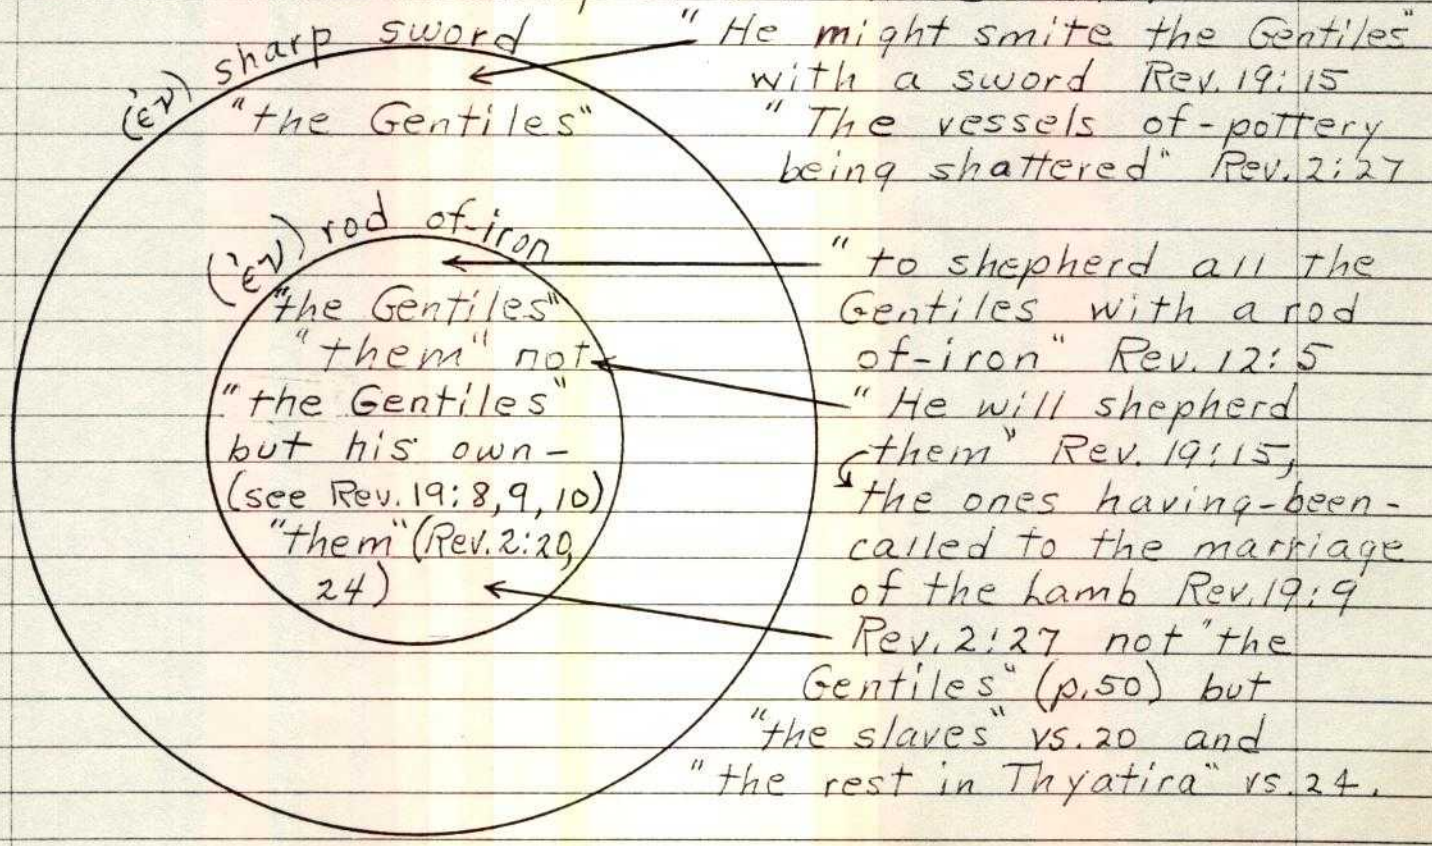 (ἐν) sharp sword
"the Gentiles"
(ἐν) rod of-iron
"the Gentiles"
"them" not
"the Gentiles"
but his own-
(see Rev. 19:8,9,10)
"them" (Rev. 2:20,
24)
"He might smite the Gentiles"
with a sword Rev. 19:15
"The vessels of-pottery
being shattered" Rev. 2:27
"to shepherd all the
Gentiles with a rod
of-iron" Rev. 12:5
"He will shepherd
them" Rev. 19:15,
the ones having-been-
called to the marriage
of the Lamb Rev. 19:9
Rev. 2:27 not "the
Gentiles" (p.50) but
"the slaves" vs. 20 and
"the rest in Thyatira" vs. 24.